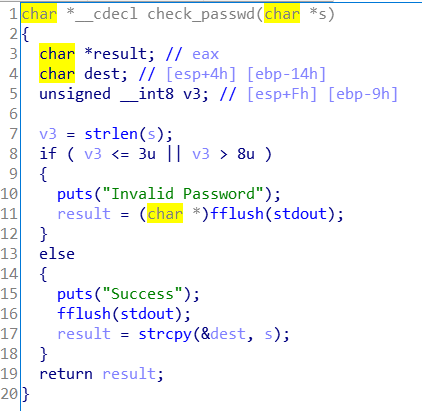 1 char *__cdecl check_passwd(char *s)
2 {
3 char *result; // eax
4 char dest; // [esp+4h] [ebp-14h]
5 unsigned __int8 v3; // [esp+Fh] [ebp-9h]
6
7 v3 = strlen(s);
8 if ( v3 <= 3u || v3 > 8u )
9 {
10 puts("Invalid Password");
11 result = (char *)fflush(stdout);
12 }
13 else
14 {
15 puts("Success");
16 fflush(stdout);
17 result = strcpy(&dest, s);
18 }
19 return result;
20 }